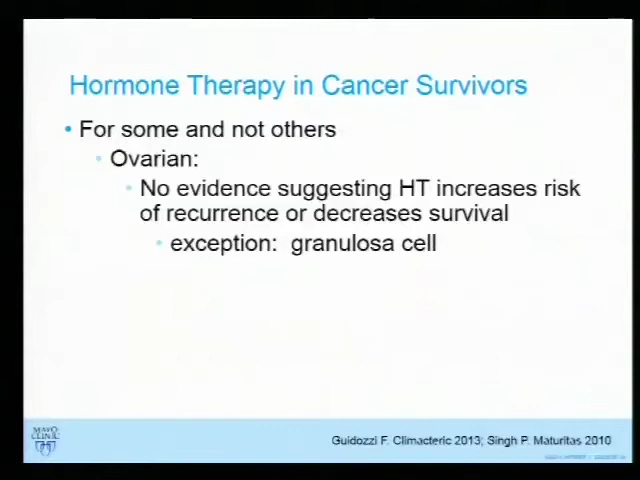 Hormone Therapy in Cancer Survivors
• For some and not others
• Ovarian:
• No evidence suggesting HT increases risk
of recurrence or decreases survival
• exception: granulosa cell
MAYO
CLINIC
Guidozzi F. Climacteric 2013; Singh P. Maturitas 2010